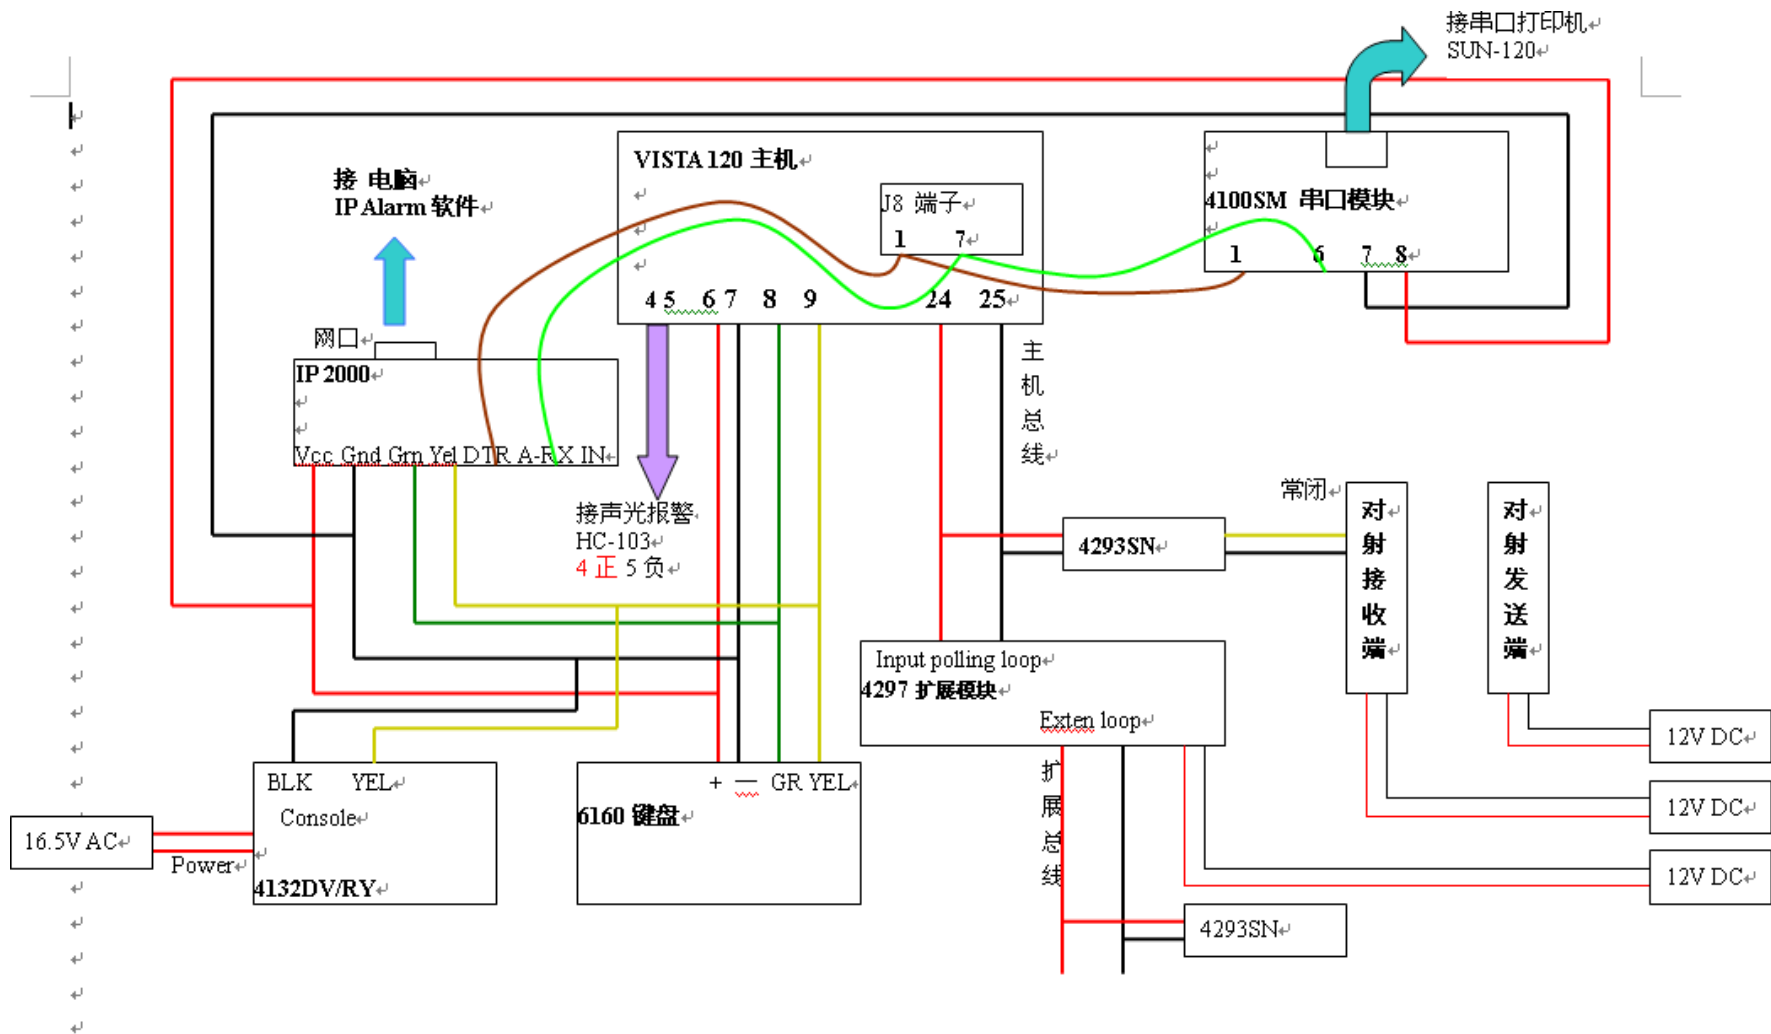 接串口打印机
SUN-120
VISTA 120 主机
接 电脑
IP Alarm 软件
J8 端子
1 7
4100SM 串口模块
1 6 7 8
4 5 6 7 8 9 24 25
网口
IP 2000
Vcc Gnd Grn Yel DTR A-RX IN
主
机
总
线
接声光报警
HC-103
4 正 5 负
常闭
4293SN
对
射
接
收
端
对
射
发
送
端
Input polling loop
4297 扩展模块
Exten loop
12V DC
12V DC
12V DC
扩
展
总
线
BLK YEL
Console
+ — GR YEL
6160 键盘
16.5V AC
Power
4132DV/RY
4293SN